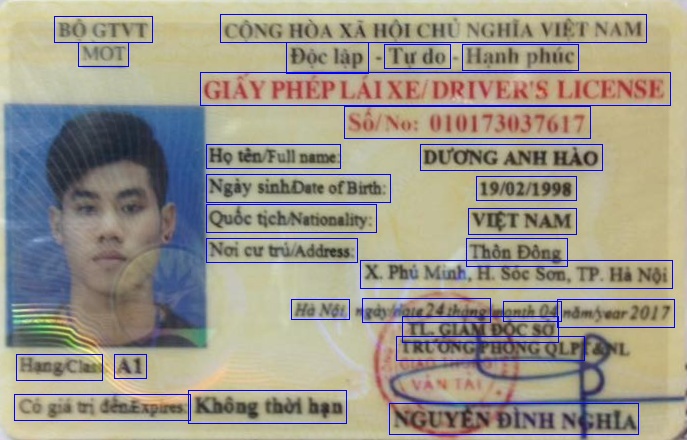 BỘ GTVT
MOT
CỘNG HÒA XÃ HỘI CHỦ NGHĨA VIỆT NAM
Độc lập - Tự do - Hạnh phúc
GIẤY PHÉP LÁI XE/ DRIVER'S LICENSE
Số/No: 010173037617
Họ tên/Full name: DƯƠNG ANH HÀO
Ngày sinh/Date of Birth: 19/02/1998
Quốc tịch/Nationality: VIỆT NAM
Nơi cư trú/Address: Thôn Đông
X. Phú Minh, H. Sóc Sơn, TP. Hà Nội
Hà Nội, ngày/date 24 tháng/month 04 năm/year 2017
TL. GIÁM ĐỐC SỞ
TRƯỞNG PHÒNG QLPT&NL
VẬN TẢI
Hạng/Class: A1
Có giá trị đến/Expires: Không thời hạn
NGUYỄN ĐÌNH NGHĨA